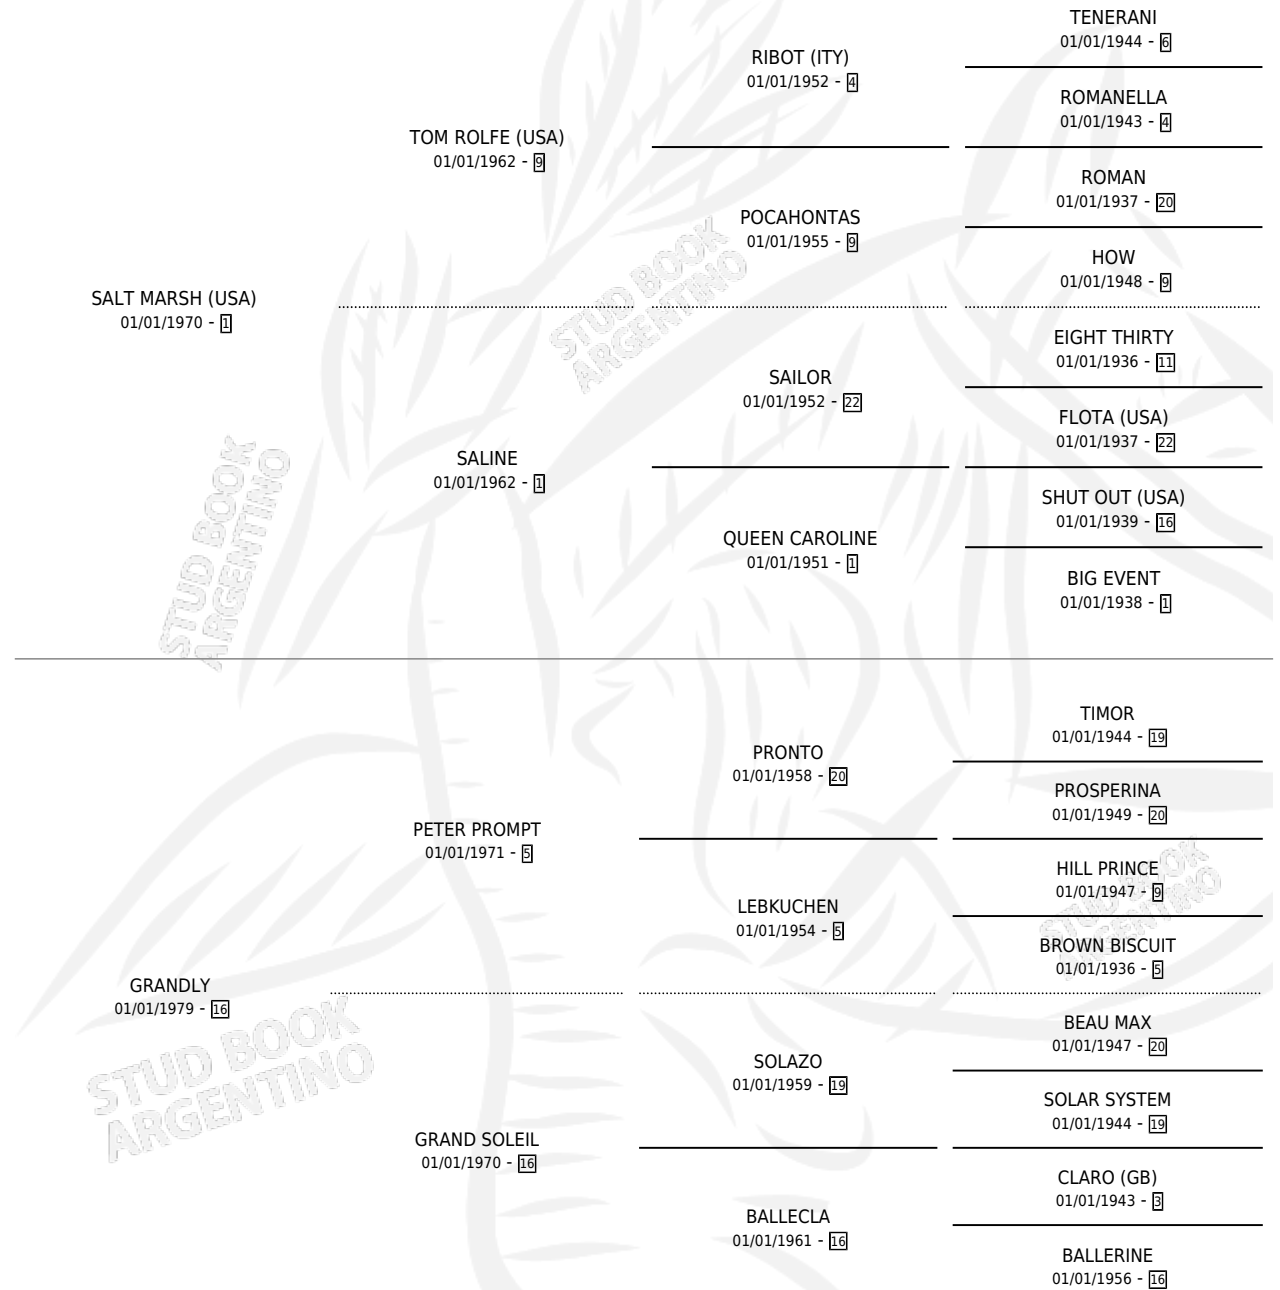 TENERANI
01/01/1944 - 6
RIBOT (ITY)
01/01/1952 - 4
ROMANELLA
01/01/1943 - 4
TOM ROLFE (USA)
01/01/1962 - 9
ROMAN
01/01/1937 - 20
POCAHONTAS
01/01/1955 - 9
HOW
01/01/1948 - 9
SALT MARSH (USA)
01/01/1970 - 1
EIGHT THIRTY
01/01/1936 - 11
SAILOR
01/01/1952 - 22
FLOTA (USA)
01/01/1937 - 22
SALINE
01/01/1962 - 1
SHUT OUT (USA)
01/01/1939 - 16
QUEEN CAROLINE
01/01/1951 - 1
BIG EVENT
01/01/1938 - 1
TIMOR
01/01/1944 - 19
PRONTO
01/01/1958 - 20
PROSPERINA
01/01/1949 - 20
PETER PROMPT
01/01/1971 - 5
HILL PRINCE
01/01/1947 - 9
LEBKUCHEN
01/01/1954 - 5
BROWN BISCUIT
01/01/1936 - 5
GRANDLY
01/01/1979 - 16
BEAU MAX
01/01/1947 - 20
SOLAZO
01/01/1959 - 19
SOLAR SYSTEM
01/01/1944 - 19
GRAND SOLEIL
01/01/1970 - 16
CLARO (GB)
01/01/1943 - 3
BALLECLA
01/01/1961 - 16
BALLERINE
01/01/1956 - 16
STUD BOOK
ARGENTINO
STUD BOOK
ARGENTINO
STUD BOOK
ARGENTINO
STUD BOOK
ARGENTINO